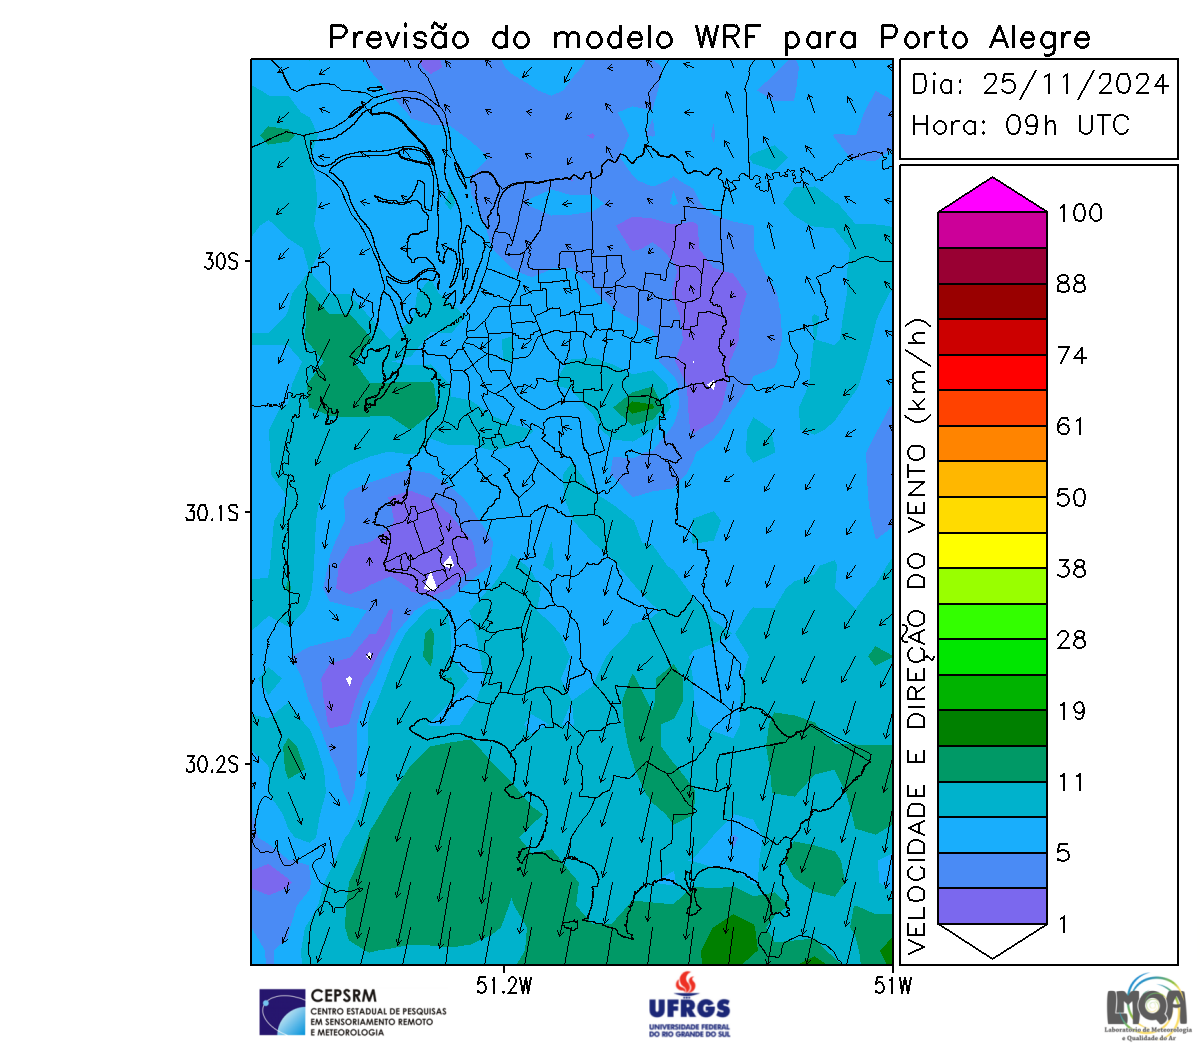 Previsão do modelo WRF para Porto Alegre
Dia: 25/11/2024
Hora: 09h UTC
30S
30.1S
30.2S
51.2W
51W
VELOCIDADE E DIREÇÃO DO VENTO (km/h)
100
88
74
61
50
38
28
19
11
5
1
CEPSRM
CENTRO ESTADUAL DE PESQUISAS
EM SENSORIAMENTO REMOTO
E METEOROLOGIA
UFRGS
UNIVERSIDADE FEDERAL
DO RIO GRANDE DO SUL
LMQA
Laboratório de Meteorologia
e Qualidade do Ar